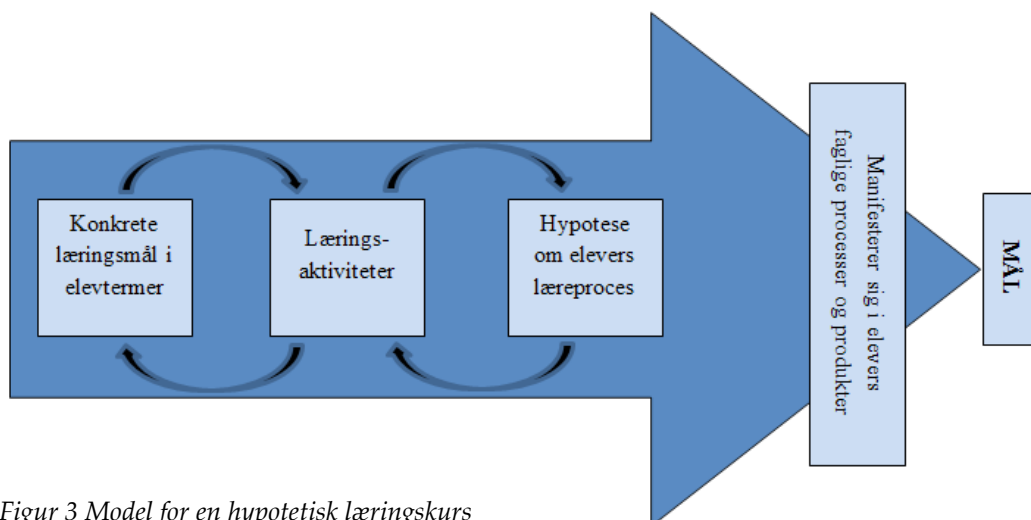 Konkrete
læringsmål i
elevtermer
Lærings-
aktiviteter
Hypotese
om elevers
læreproces
Manifesterer sig i elevers
faglige processer og produkter
MÅL
Figur 3 Model for en hypotetisk læringskurs